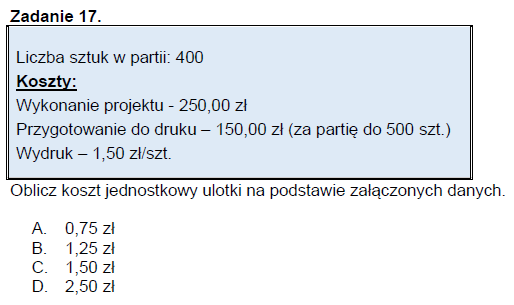 Zadanie 17.
Liczba sztuk w partii: 400
Koszty:
Wykonanie projektu - 250,00 zł
Przygotowanie do druku – 150,00 zł (za partię do 500 szt.)
Wydruk – 1,50 zł/szt.
Oblicz koszt jednostkowy ulotki na podstawie załączonych danych.
A. 0,75 zł
B. 1,25 zł
C. 1,50 zł
D. 2,50 zł